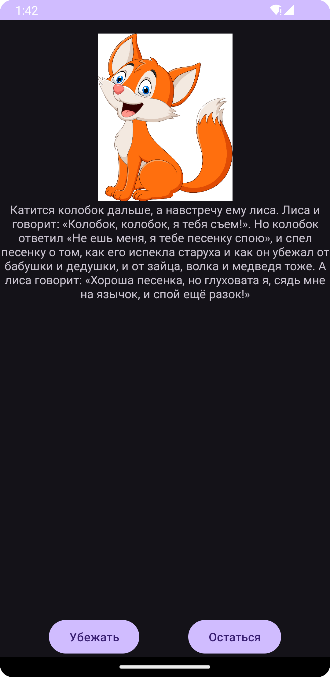 1:42
Катится колобок дальше, а навстречу ему лиса. Лиса и
говорит: «Колобок, колобок, я тебя съем!». Но колобок
ответил «Не ешь меня, я тебе песенку спою», и спел
песенку о том, как его испекла старуха и как он убежал от
бабушки и дедушки, и от зайца, волка и медведя тоже. А
лиса говорит: «Хороша песенка, но глуховата я, сядь мне
на язычок, и спой ещё разок!»
Убежать
Остаться